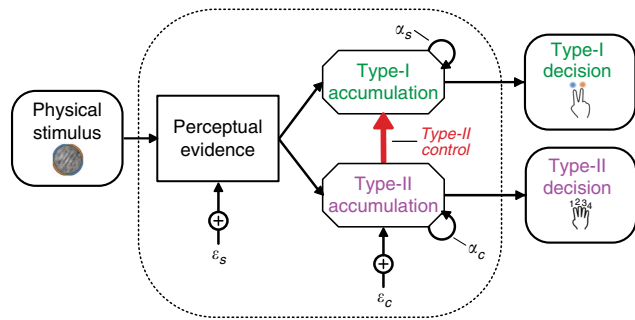 Physical
stimulus
Perceptual
evidence
εs
Type-I
accumulation
αs
Type-II
control
Type-II
accumulation
αc
εc
Type-I
decision
Type-II
decision
1234